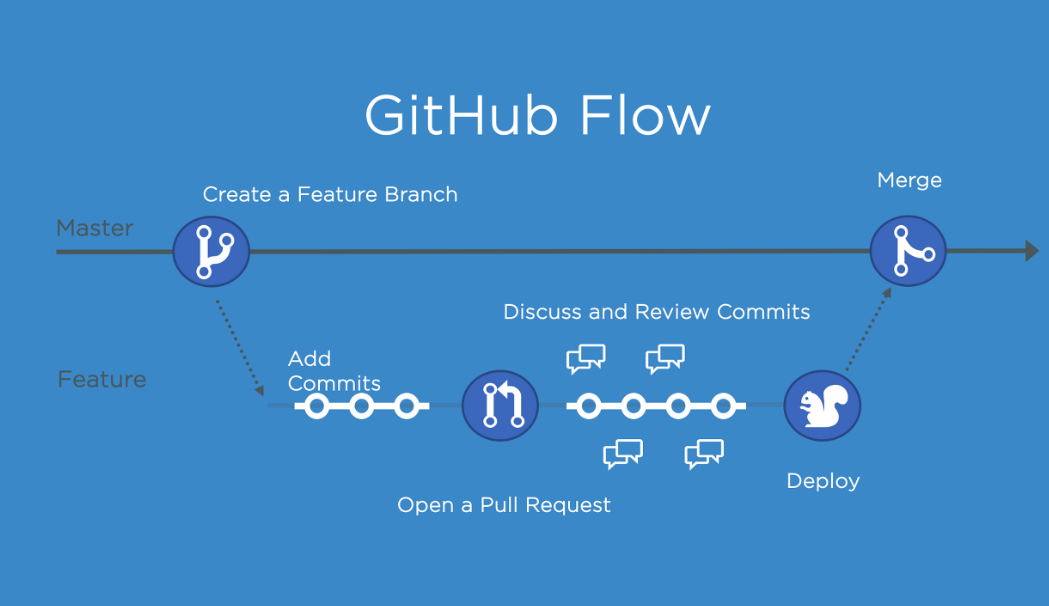 GitHub Flow
Create a Feature Branch
Merge
Master
Discuss and Review Commits
Add
Commits
Feature
Deploy
Open a Pull Request